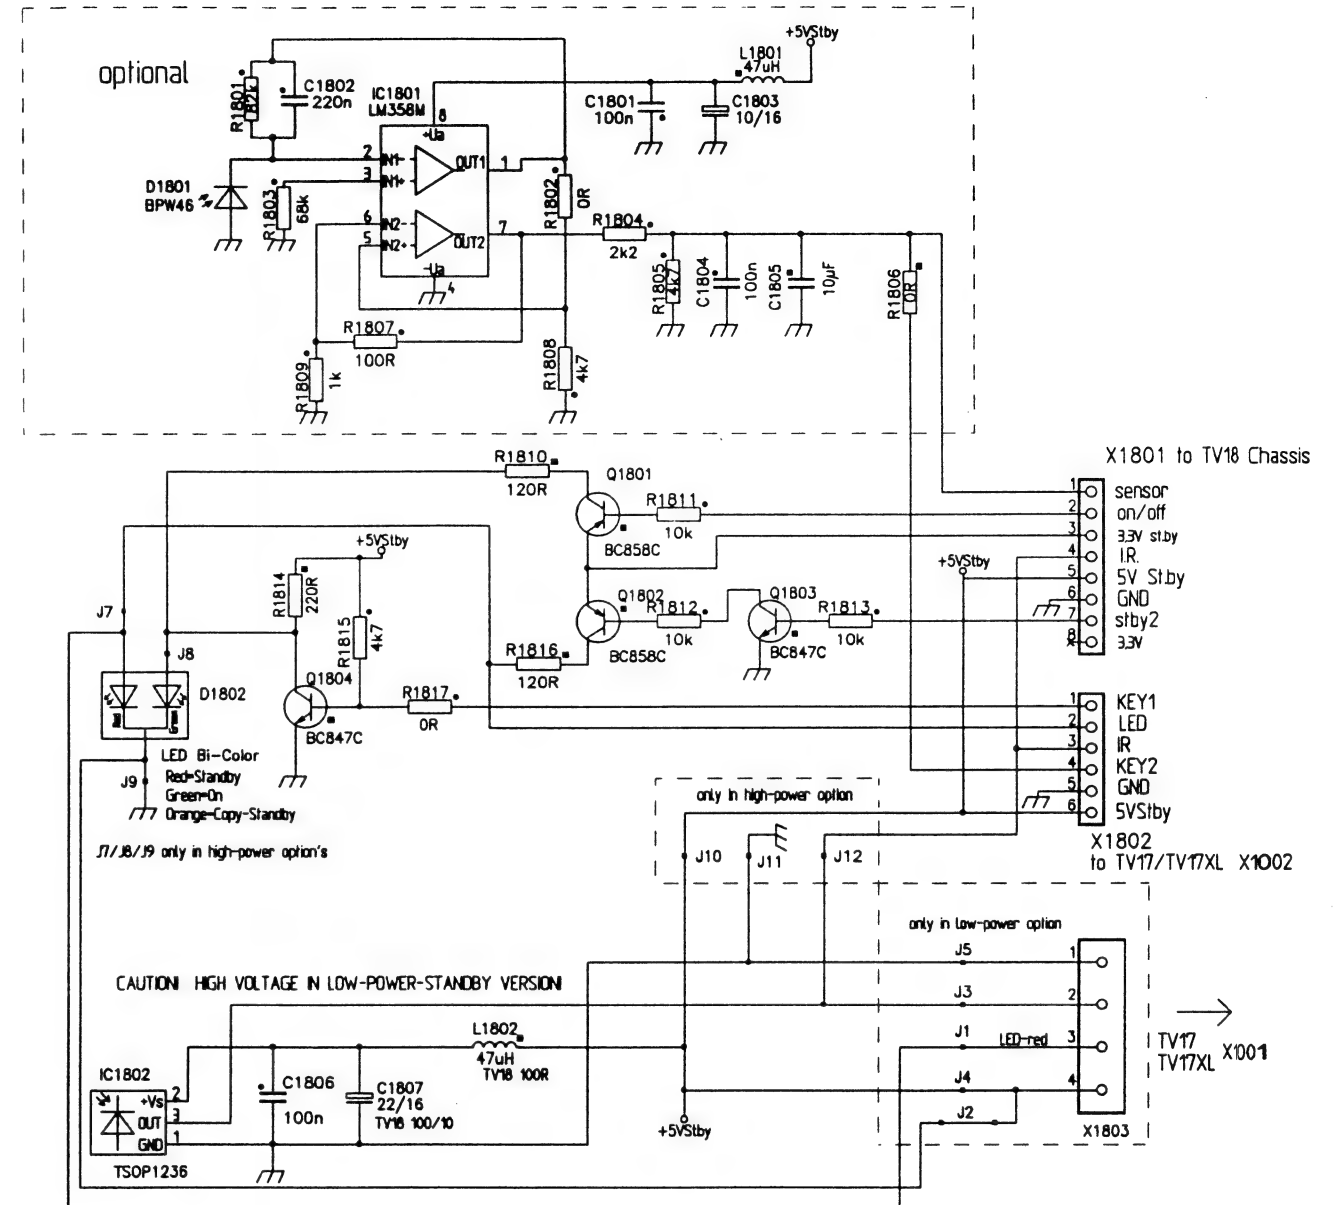 optional
+5VStby
L1801
47uH
R1801
82k
C1802
220n
IC1801
LM358M
C1801
100n
C1803
10/16
8
+Ua
2
IN1-
OUT1
1
3
IN1+
D1801
BPW46
R1803
68k
R1802
0R
6
IN2-
7
5
IN2+
OUT2
-Ua
4
R1804
2k2
R1805
4k7
C1804
100n
C1805
10µF
R1806
0R
R1807
100R
R1809
1k
R1808
4k7
X1801 to TV18 Chassis
1
sensor
2
on/off
3
3,3V st.by
4
I.R.
5
5V St.by
6
GND
7
stby2
8
3,3V
R1810
120R
Q1801
BC858C
R1811
10k
+5VStby
R1814
220R
R1815
4k7
+5VStby
Q1802
BC858C
R1812
10k
Q1803
BC847C
R1813
10k
R1816
120R
J7
J8
D1802
Red
Green
Q1804
BC847C
R1817
0R
1
KEY1
2
LED
3
IR
4
KEY2
5
GND
6
5VStby
X1802
to TV17/TV17XL X1002
J9
LED Bi-Color
Red=Standby
Green=On
Orange=Copy-Standby
J7/J8/J9 only in high-power option's
only in high-power option
J10
J11
J12
only in low-power option
J5
1
J3
2
J1
LED-red
3
J4
4
J2
X1803
TV17
TV17XL
X1001
CAUTION! HIGH VOLTAGE IN LOW-POWER-STANDBY VERSION!
L1802
47uH
TV18 100R
IC1802
2
+Vs
3
OUT
1
GND
TSOP1236
C1806
100n
C1807
22/16
TV18 100/10
+5VStby